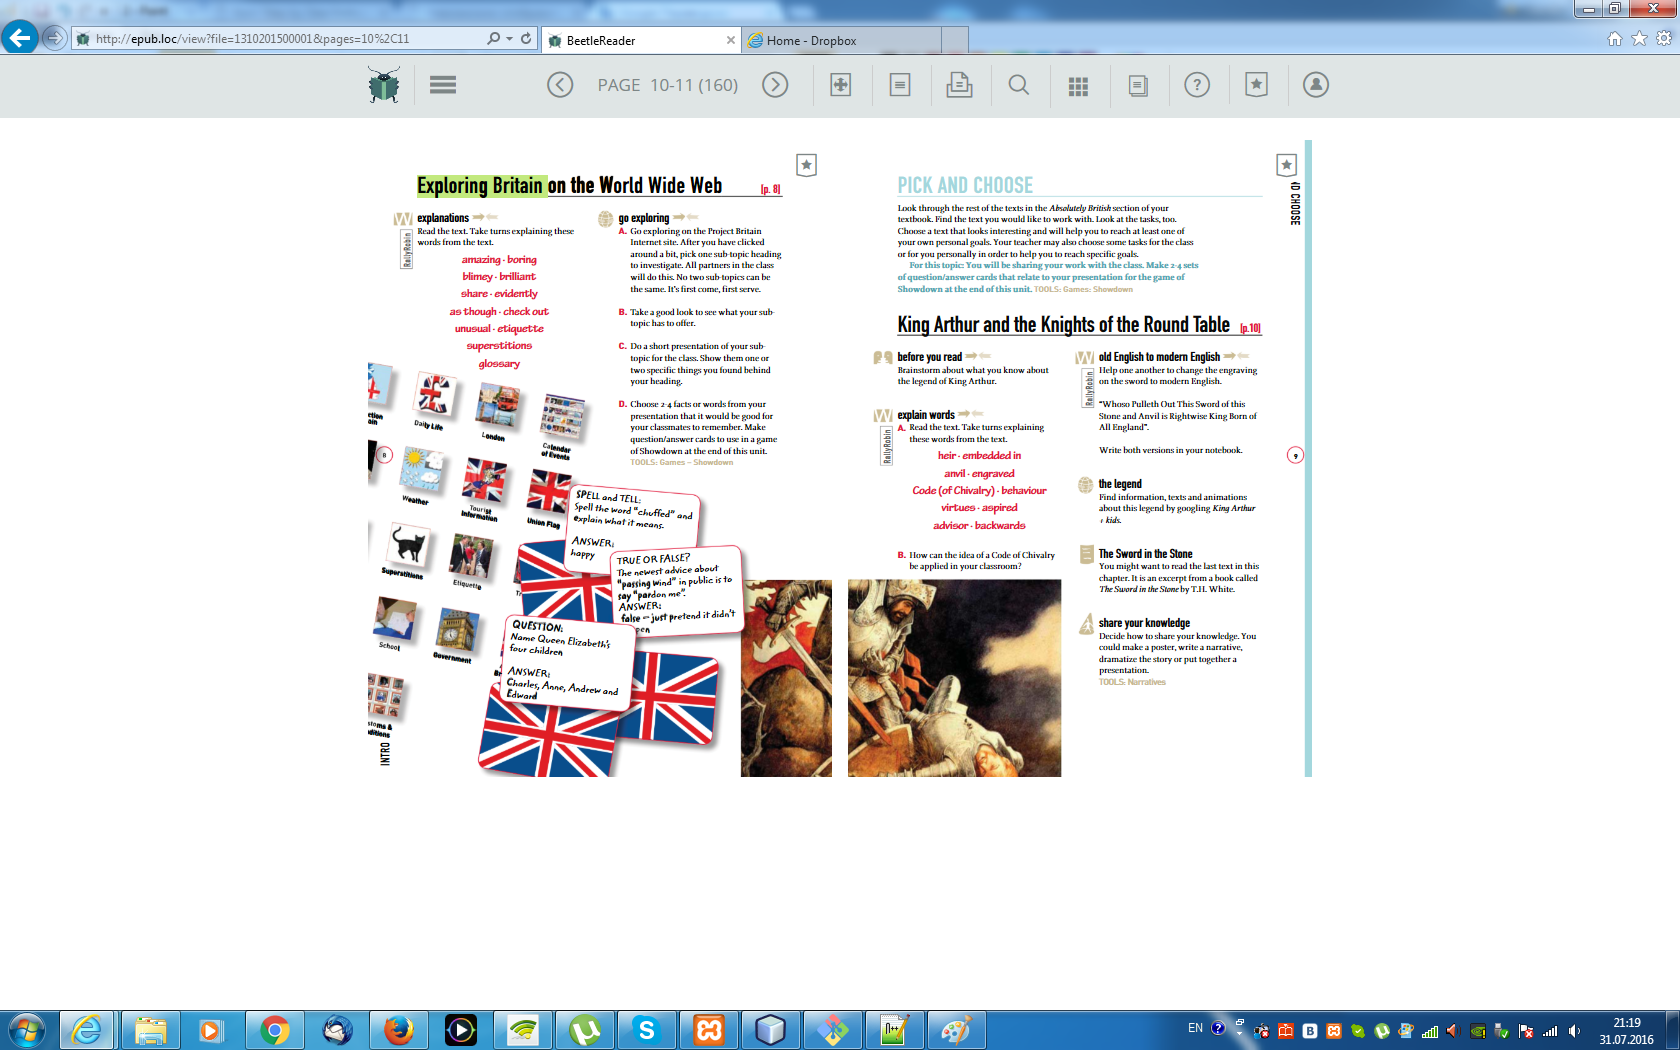 http://epub.loc/view?file=1310201500001&pages=10%2C11
BeetleReader
Home - Dropbox
PAGE 10-11 (160)
Exploring Britain on the World Wide Web [p. 8]
explanations
RallyRobin
Read the text. Take turns explaining these
words from the text.
amazing · boring
blimey · brilliant
share · evidently
as though · check out
unusual · etiquette
superstitions
glossary
go exploring
A. Go exploring on the Project Britain
Internet site. After you have clicked
around a bit, pick one sub-topic heading
to investigate. All partners in the class
will do this. No two sub-topics can be
the same. It's first come, first serve.
B. Take a good look to see what your sub-
topic has to offer.
C. Do a short presentation of your sub-
topic for the class. Show them one or
two specific things you found behind
your heading.
D. Choose 2-4 facts or words from your
presentation that it would be good for
your classmates to remember. Make
question/answer cards to use in a game
of Showdown at the end of this unit.
TOOLS: Games – Showdown
Daily Life
London
Calendar
of Events
8
Weather
Tourist
Information
Union Flag
Superstitions
Etiquette
School
Government
INTRO
SPELL and TELL:
Spell the word "chuffed" and
explain what it means.
ANSWER:
happy
TRUE OR FALSE?
The newest advice about
"passing wind" in public is to
say "pardon me".
ANSWER:
false – just pretend it didn't
QUESTION:
Name Queen Elizabeth's
four children
ANSWER:
Charles, Anne, Andrew and
Edward
PICK AND CHOOSE
Look through the rest of the texts in the Absolutely British section of your
textbook. Find the text you would like to work with. Look at the tasks, too.
Choose a text that looks interesting and will help you to reach at least one of
your own personal goals. Your teacher may also choose some tasks for the class
or for you personally in order to help you to reach specific goals.
For this topic: You will be sharing your work with the class. Make 2-4 sets
of question/answer cards that relate to your presentation for the game of
Showdown at the end of this unit. TOOLS: Games: Showdown
King Arthur and the Knights of the Round Table [p.10]
before you read
Brainstorm about what you know about
the legend of King Arthur.
explain words
RallyRobin
A. Read the text. Take turns explaining
these words from the text.
heir · embedded in
anvil · engraved
Code (of Chivalry) · behaviour
virtues · aspired
advisor · backwards
B. How can the idea of a Code of Chivalry
be applied in your classroom?
old English to modern English
RallyRobin
Help one another to change the engraving
on the sword to modern English.
"Whoso Pulleth Out This Sword of this
Stone and Anvil is Rightwise King Born of
All England".
Write both versions in your notebook.
the legend
Find information, texts and animations
about this legend by googling King Arthur
+ kids.
The Sword in the Stone
You might want to read the last text in this
chapter. It is an excerpt from a book called
The Sword in the Stone by T.H. White.
share your knowledge
Decide how to share your knowledge. You
could make a poster, write a narrative,
dramatize the story or put together a
presentation.
TOOLS: Narratives
D CHOOSE
9
EN
21:19
31.07.2016